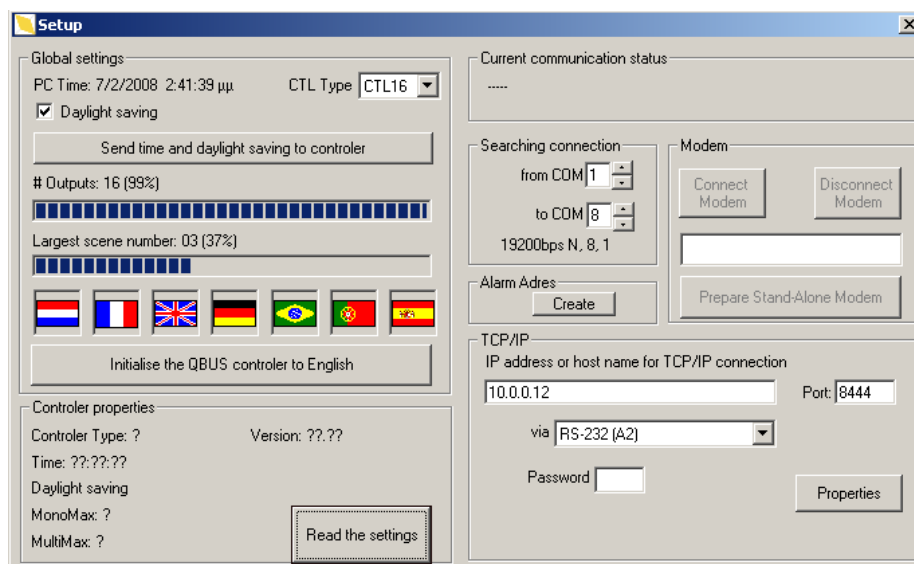 Setup
Global settings
PC Time: 7/2/2008 2:41:39 μμ
CTL Type CTL16
Daylight saving
Send time and daylight saving to controler
# Outputs: 16 (99%)
Largest scene number: 03 (37%)
Initialise the QBUS controler to English
Controler properties
Controler Type: ?
Version: ??.??
Time: ??:??:??
Daylight saving
MonoMax: ?
MultiMax: ?
Read the settings
Current communication status
-----
Searching connection
from COM 1
to COM 8
19200bps N, 8, 1
Alarm Adres
Create
Modem
Connect
Modem
Disconnect
Modem
Prepare Stand-Alone Modem
TCP/IP
IP address or host name for TCP/IP connection
10.0.0.12
Port: 8444
via RS-232 (A2)
Password
Properties